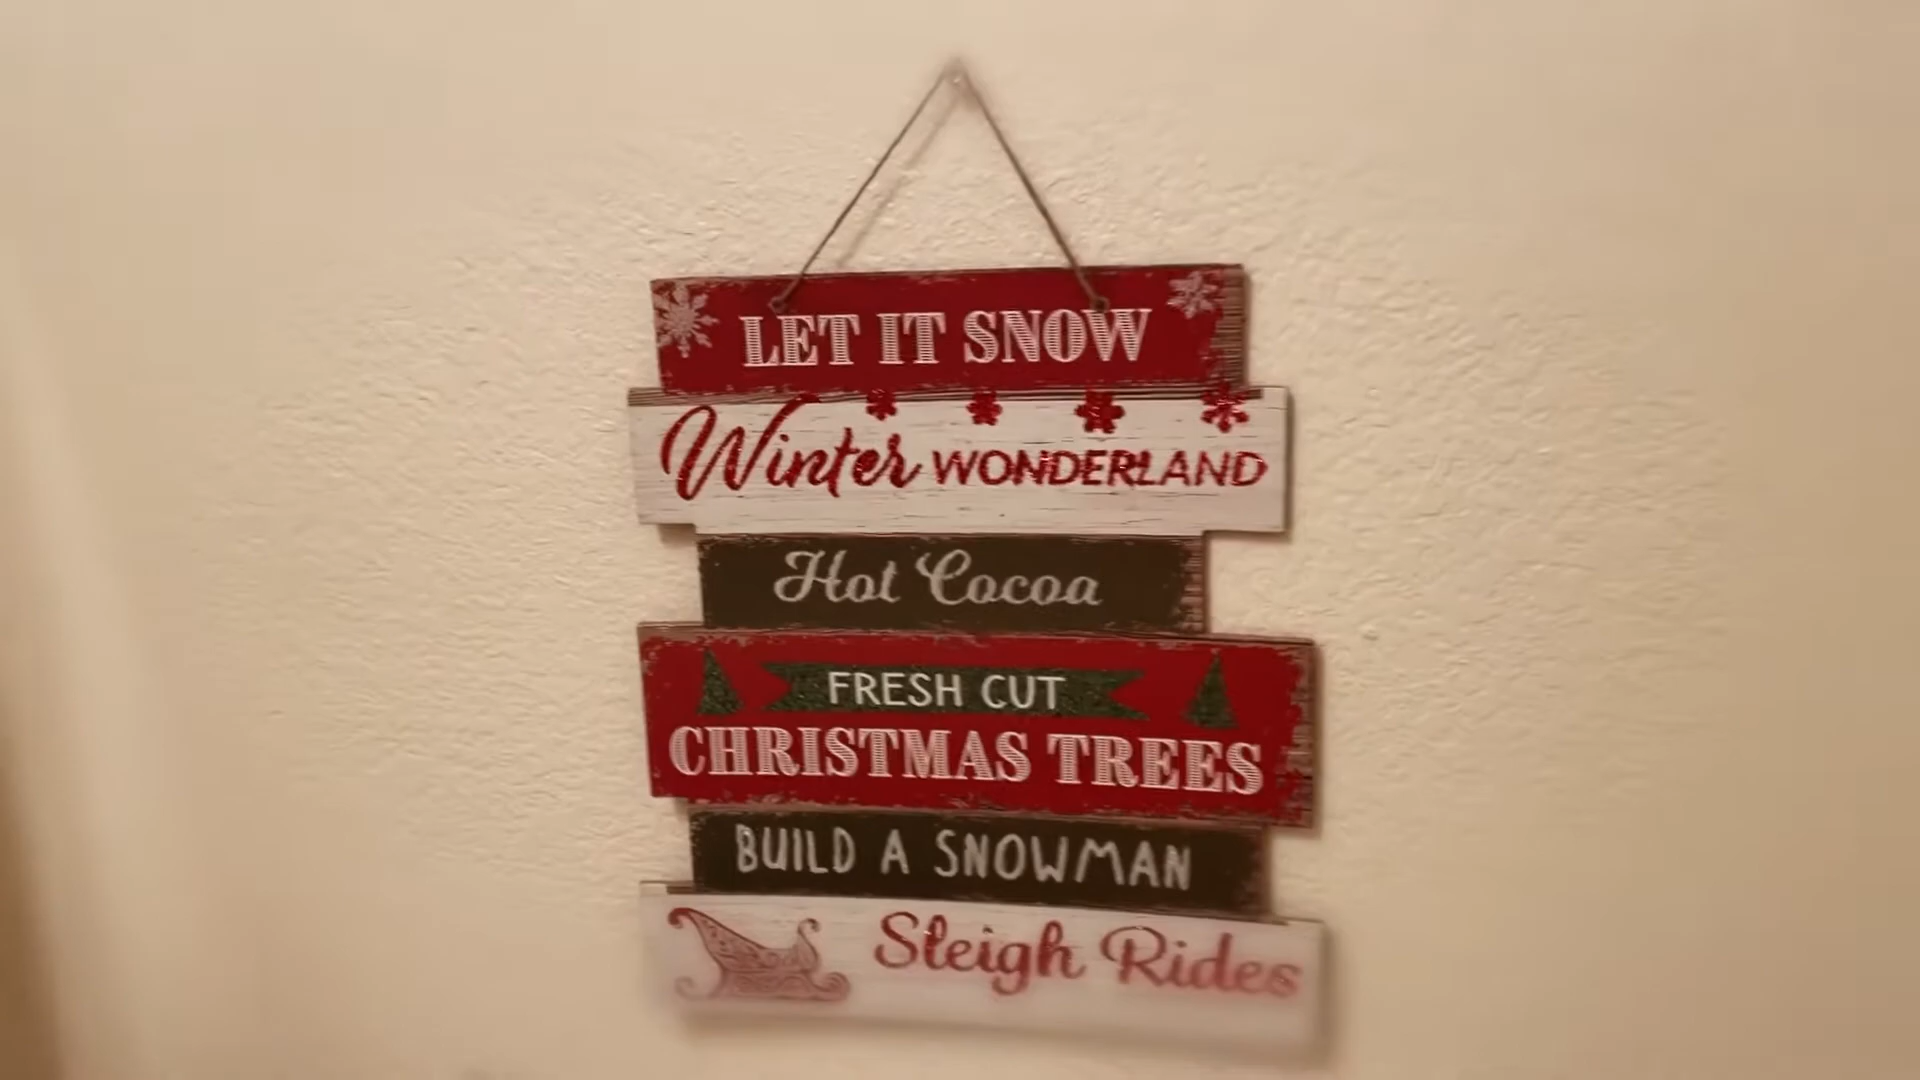 LET IT SNOW
Winter WONDERLAND
Hot Cocoa
FRESH CUT
CHRISTMAS TREES
BUILD A SNOWMAN
Sleigh Rides